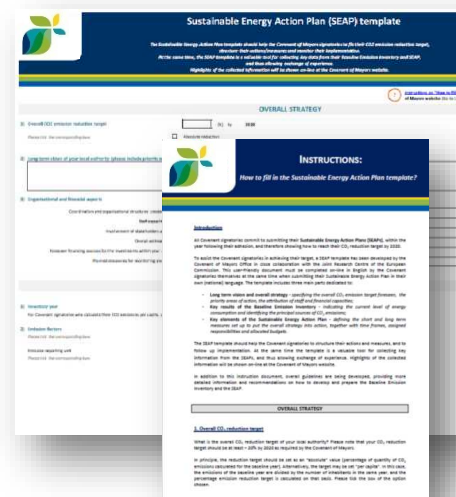 Sustainable Energy Action Plan (SEAP) template
The Sustainable Energy Action Plan template should help the Covenant of Mayors signatories to fix their CO2 emission reduction target,
structure their actions/measures and monitor their implementation.
At the same time, the SEAP template is a valuable tool for collecting key data from their Baseline Emission Inventory and SEAP,
and thus allowing exchange of experience.
Highlights of the collected information will be shown on-line at the Covenant of Mayors website.
OVERALL STRATEGY
1) Overall CO2 emission reduction target
(%) by 2020
Please tick the corresponding box:
Absolute reduction
2) Long-term vision of your local authority (please include priority
3) Organisational and financial aspects
Coordination and organisational structures
Staff
Overall
1) Inventory year
For Covenant signatories who calculate their CO2 emissions per capita,
2) Emission factors
Please tick the corresponding box:
Emission reporting unit
Please tick the corresponding box:
INSTRUCTIONS:
How to fill in the Sustainable Energy Action Plan template?
Introduction
All Covenant signatories commit to submitting their Sustainable Energy Action Plans (SEAPs), within the
year following their adhesion, and therefore showing how to reach their CO2 reduction target by 2020.
To assist the Covenant signatories in achieving their target, a SEAP template has been developed by the
Covenant of Mayors Office in close collaboration with the Joint Research Centre of the European
Commission. This user-friendly document must be completed on-line in English by the Covenant
signatories themselves at the same time when submitting their Sustainable Energy Action Plan in their
own (national) language. The template includes three main parts dedicated to:
- Long term vision and overall strategy - specifying the overall CO2 emission target foreseen, the
priority areas of action, the attribution of staff and financial capacities;
- Key results of the Baseline Emission Inventory - indicating the current level of energy
consumption and identifying the principal sources of CO2 emissions;
- Key elements of the Sustainable Energy Action Plan - defining the short and long term
measures set up to put the overall strategy into action, together with time frames, assigned
responsibilities and allocated budgets.
The SEAP template should help the Covenant signatories to structure their actions and measures, and to
follow up implementation. At the same time the template is a valuable tool for collecting key
information from the SEAPs, and thus allowing exchange of experience. Highlights of the collected
information will be shown on-line at the Covenant of Mayors website.
In addition to this instruction document, overall guidelines are being developed, providing more
detailed information and recommendations on how to develop and prepare the Baseline Emission
Inventory and the SEAP.
OVERALL STRATEGY
1. Overall CO2 reduction target
What is the overall CO2 reduction target of your local authority? Please note that your CO2 reduction
target should be at least – 20% by 2020 as required by the Covenant of Mayors.
In principle, the reduction target should be set as an "absolute" value (percentage of quantity of CO2
emissions calculated for the baseline year). Alternatively, the target may be set "per capita". In this case,
the emissions of the baseline year are divided by the number of inhabitants in the same year, and the
percentage emission reduction target is calculated on that basis. Please tick the box of the option
chosen.